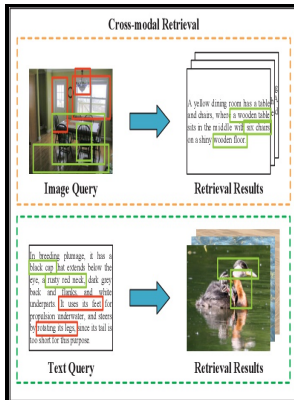 Cross-modal Retrieval
A yellow dining room has a table
and chairs, where a wooden table
sits in the middle with six chairs
on a shiny wooden floor.
Image Query
Retrieval Results
In breeding plumage, it has a
black cap that extends below the
eye, a rusty red neck, dark grey
back and flanks, and white
underparts. It uses its feet for
propulsion underwater, and steers
by rotating its legs, since its tail is
too short for this purpose.
Text Query
Retrieval Results